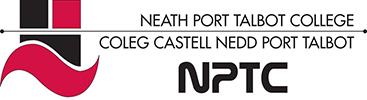 NEATH PORT TALBOT COLLEGE
COLEG CASTELL NEDD PORT TALBOT
NPTC